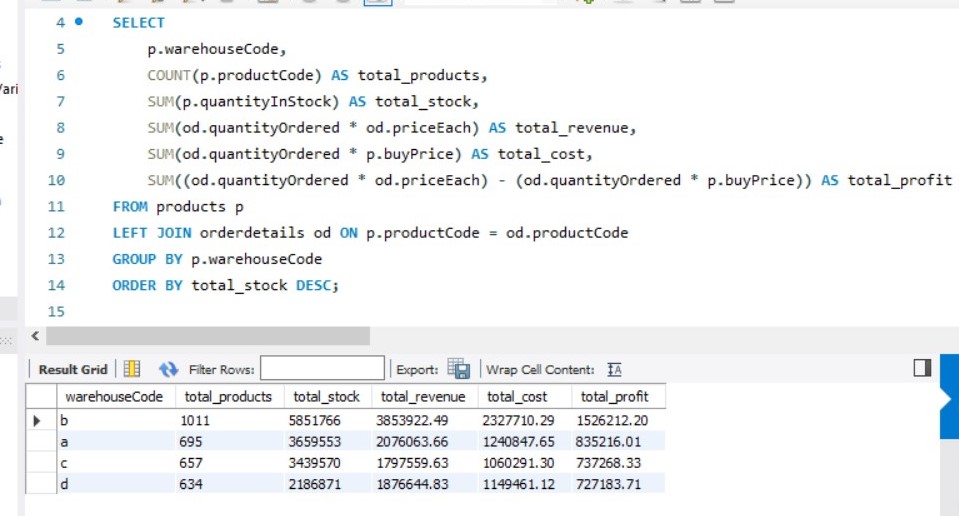 4 SELECT
5 p.warehouseCode,
6 COUNT(p.productCode) AS total_products,
7 SUM(p.quantityInStock) AS total_stock,
8 SUM(od.quantityOrdered * od.priceEach) AS total_revenue,
9 SUM(od.quantityOrdered * p.buyPrice) AS total_cost,
10 SUM((od.quantityOrdered * od.priceEach) - (od.quantityOrdered * p.buyPrice)) AS total_profit
11 FROM products p
12 LEFT JOIN orderdetails od ON p.productCode = od.productCode
13 GROUP BY p.warehouseCode
14 ORDER BY total_stock DESC;
15
Result Grid Filter Rows: Export: Wrap Cell Content:
warehouseCode total_products total_stock total_revenue total_cost total_profit
b 1011 5851766 3853922.49 2327710.29 1526212.20
a 695 3659553 2076063.66 1240847.65 835216.01
c 657 3439570 1797559.63 1060291.30 737268.33
d 634 2186871 1876644.83 1149461.12 727183.71